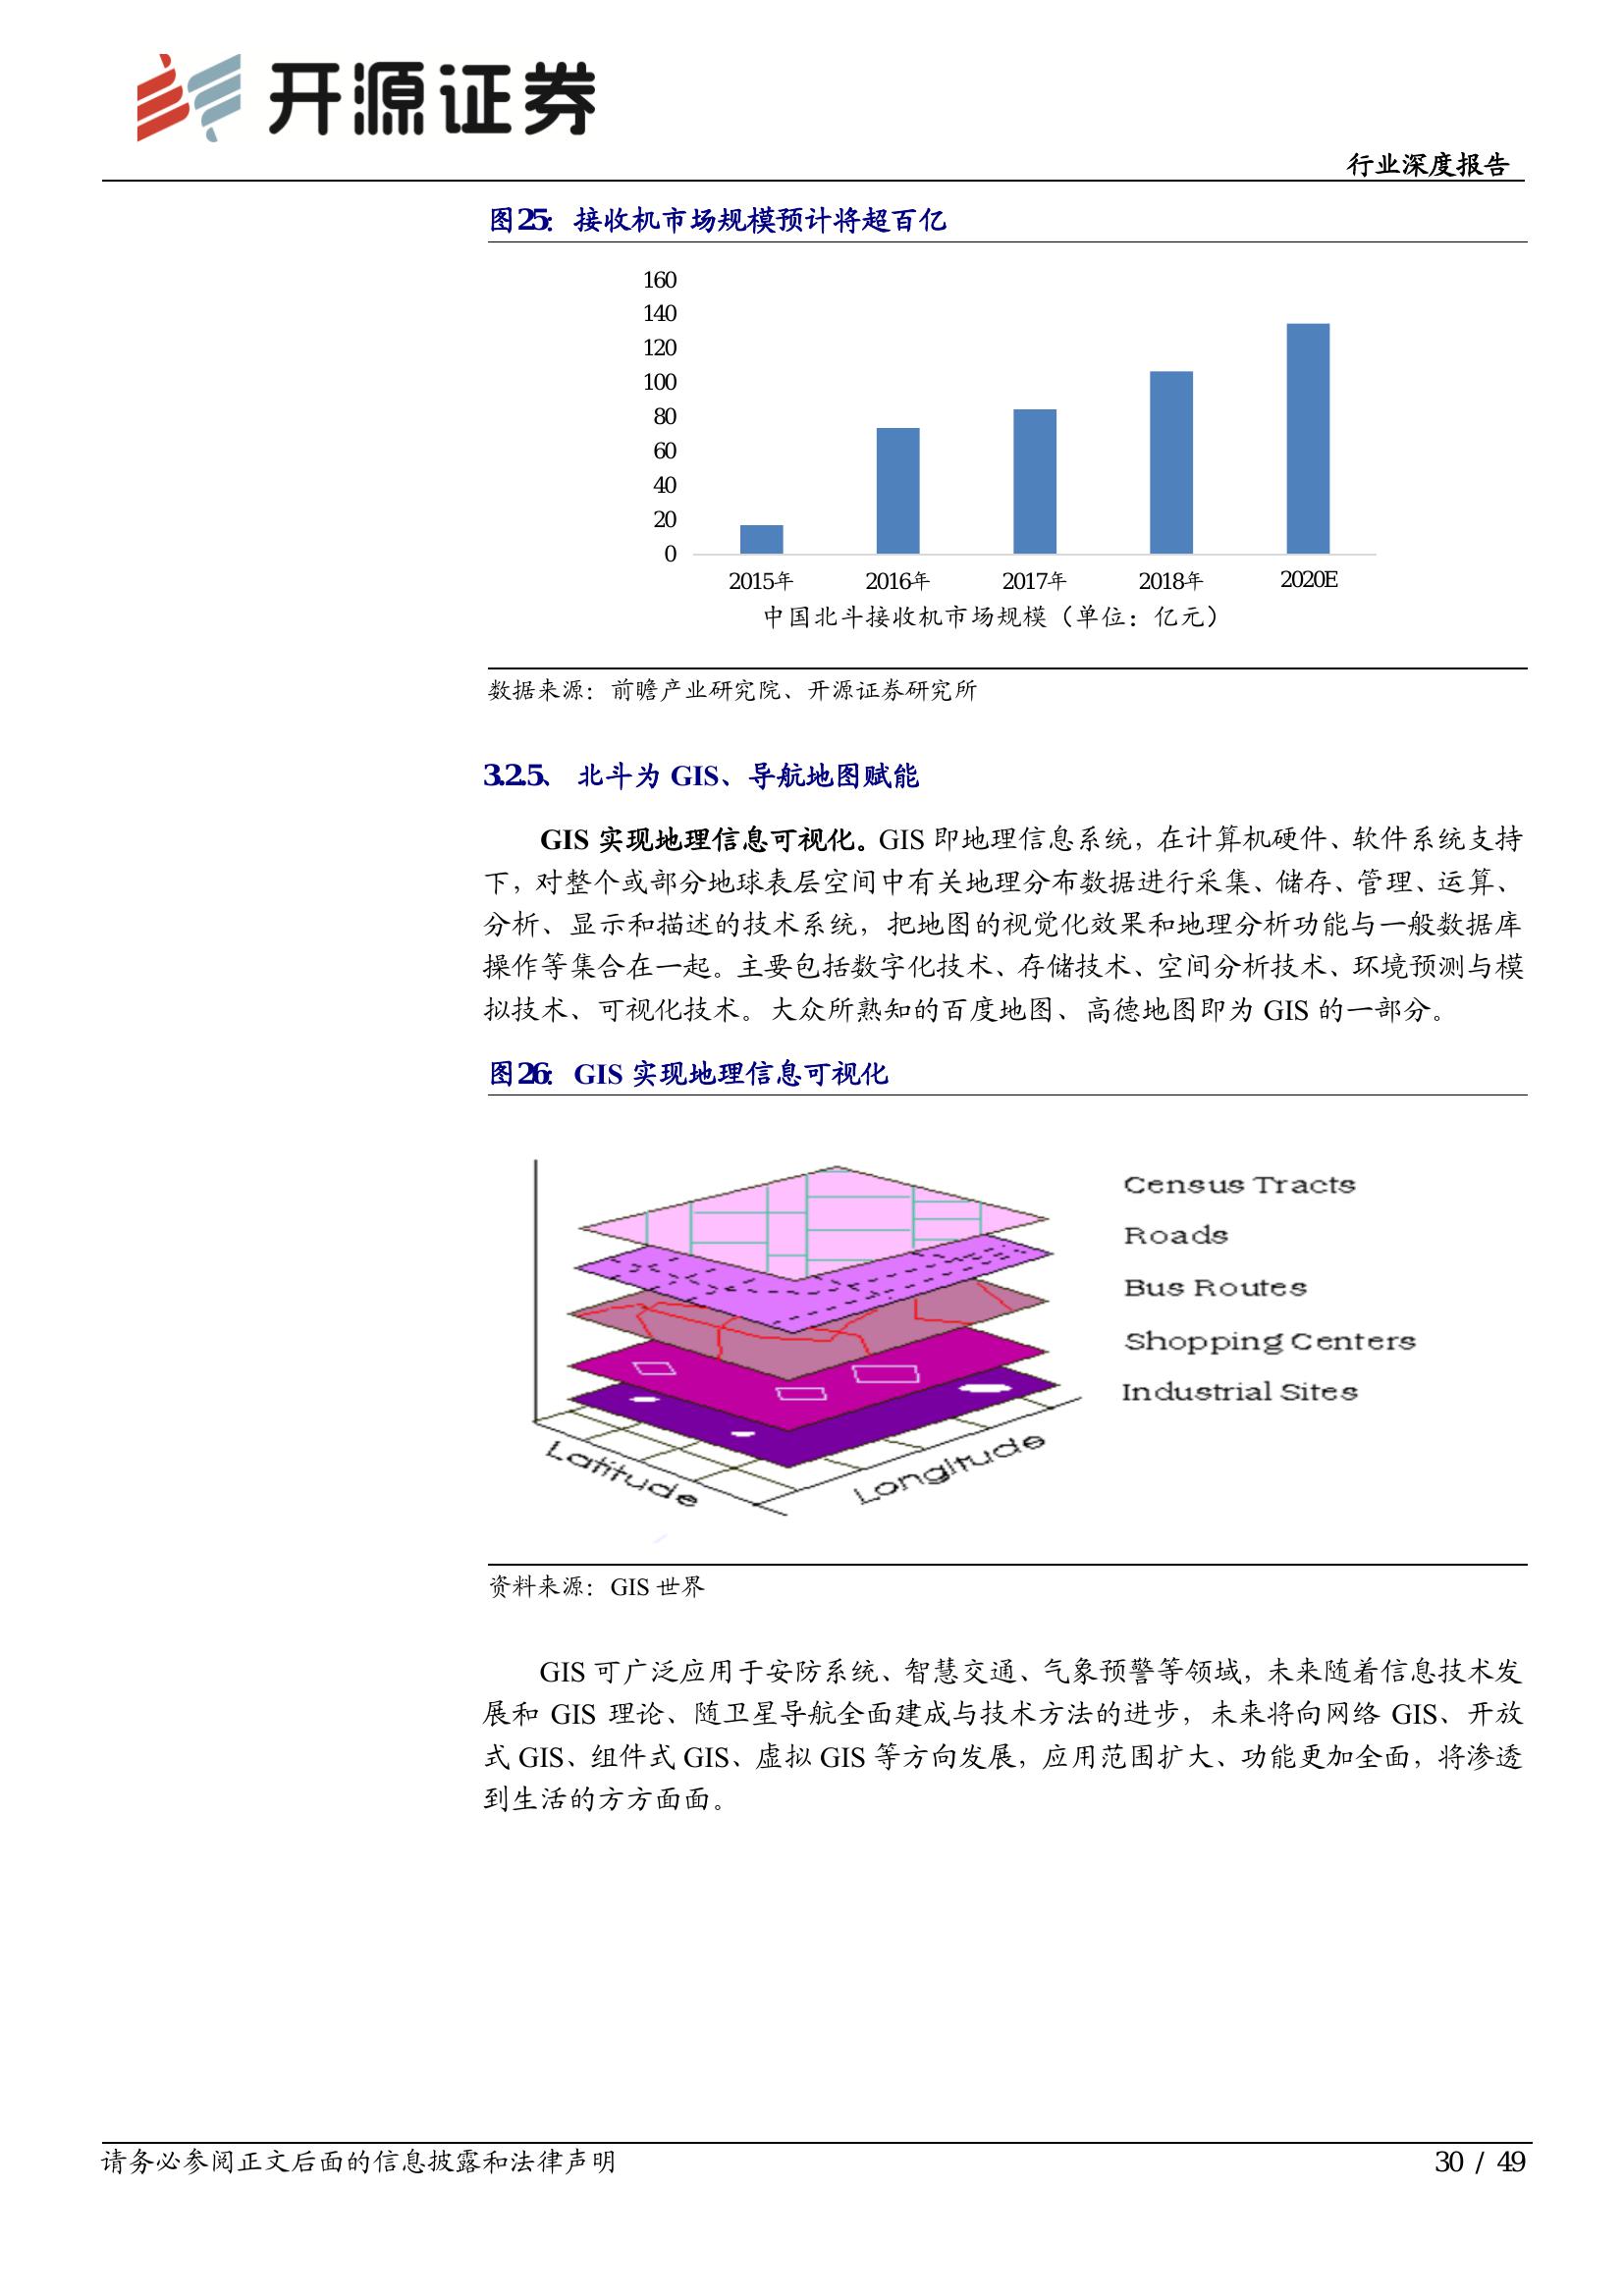 开源证券
行业深度报告
图25：接收机市场规模预计将超百亿
160
140
120
100
80
60
40
20
0
2015年 2016年 2017年 2018年 2020E
中国北斗接收机市场规模（单位：亿元）
数据来源：前瞻产业研究院、开源证券研究所
3.2.5、 北斗为 GIS、导航地图赋能
GIS 实现地理信息可视化。GIS 即地理信息系统，在计算机硬件、软件系统支持
下，对整个或部分地球表层空间中有关地理分布数据进行采集、储存、管理、运算、
分析、显示和描述的技术系统，把地图的视觉化效果和地理分析功能与一般数据库
操作等集合在一起。主要包括数字化技术、存储技术、空间分析技术、环境预测与模
拟技术、可视化技术。大众所熟知的百度地图、高德地图即为 GIS 的一部分。
图26：GIS 实现地理信息可视化
Census Tracts
Roads
Bus Routes
Shopping Centers
Industrial Sites
Latitude
Longitude
资料来源：GIS 世界
GIS 可广泛应用于安防系统、智慧交通、气象预警等领域，未来随着信息技术发
展和 GIS 理论、随卫星导航全面建成与技术方法的进步，未来将向网络 GIS、开放
式 GIS、组件式 GIS、虚拟 GIS 等方向发展，应用范围扩大、功能更加全面，将渗透
到生活的方方面面。
请务必参阅正文后面的信息披露和法律声明
30 / 49